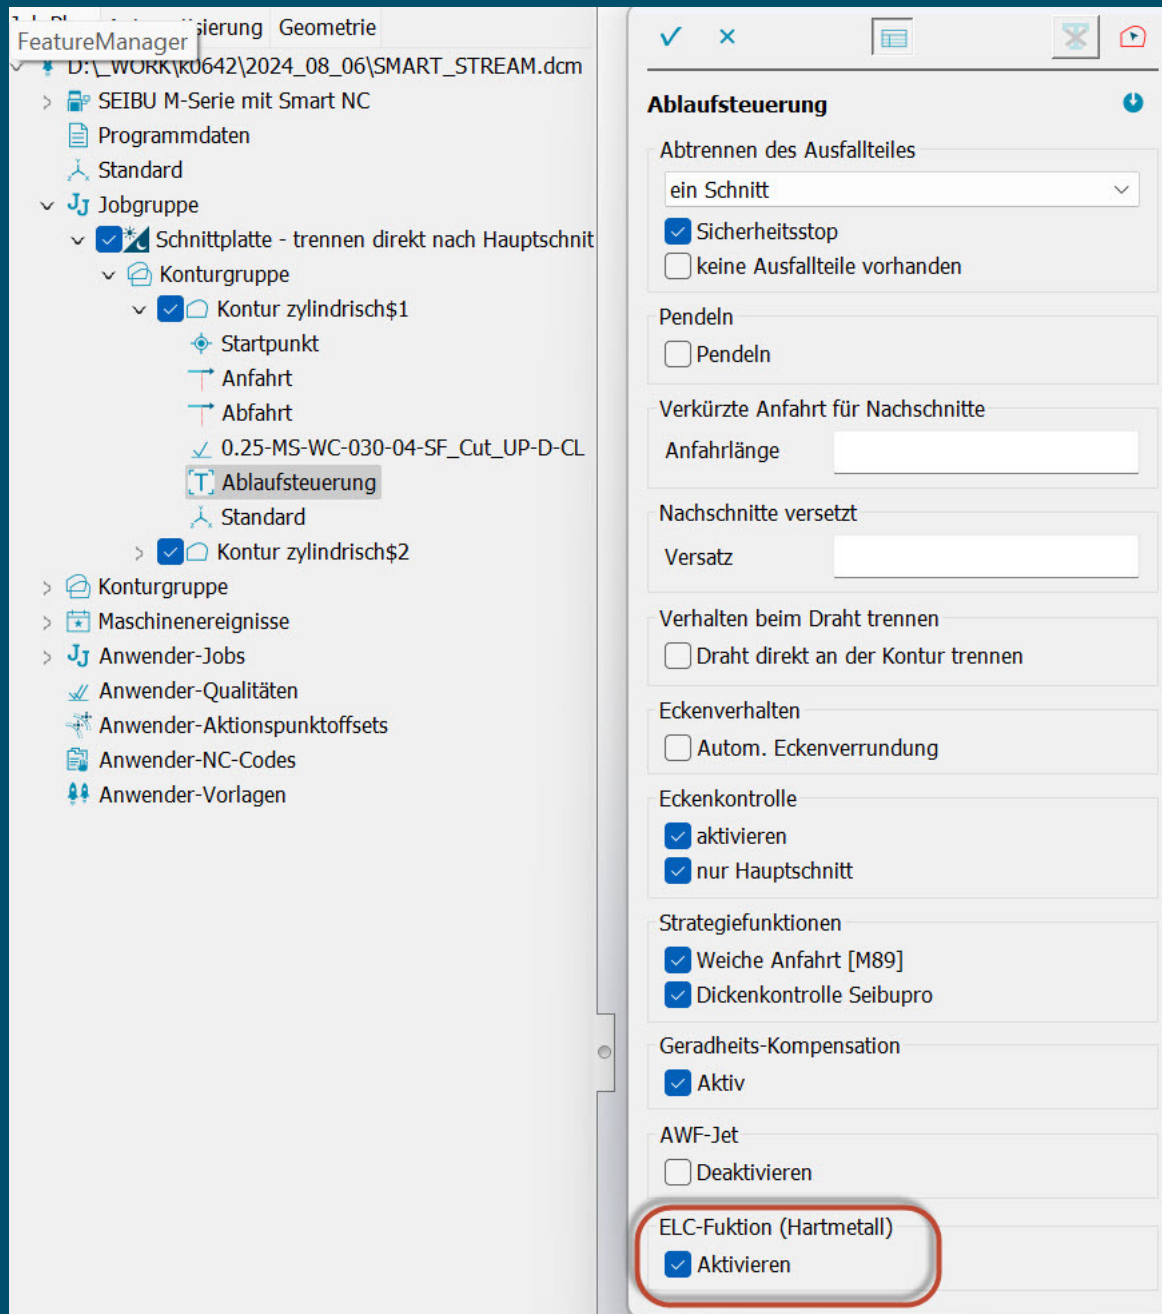 sierung Geometrie
FeatureManager
D:\_WORK\k0642\2024_08_06\SMART_STREAM.dcm
SEIBU M-Serie mit Smart NC
Programmdaten
Standard
Jobgruppe
Schnittplatte - trennen direkt nach Hauptschnit
Konturgruppe
Kontur zylindrisch$1
Startpunkt
Anfahrt
Abfahrt
0.25-MS-WC-030-04-SF_Cut_UP-D-CL
Ablaufsteuerung
Standard
Kontur zylindrisch$2
Konturgruppe
Maschinenereignisse
Anwender-Jobs
Anwender-Qualitäten
Anwender-Aktionspunktoffsets
Anwender-NC-Codes
Anwender-Vorlagen
Ablaufsteuerung
Abtrennen des Ausfallteiles
ein Schnitt
Sicherheitsstop
keine Ausfallteile vorhanden
Pendeln
Pendeln
Verkürzte Anfahrt für Nachschnitte
Anfahrlänge
Nachschnitte versetzt
Versatz
Verhalten beim Draht trennen
Draht direkt an der Kontur trennen
Eckenverhalten
Autom. Eckenverrundung
Eckenkontrolle
aktivieren
nur Hauptschnitt
Strategiefunktionen
Weiche Anfahrt [M89]
Dickenkontrolle Seibupro
Geradheits-Kompensation
Aktiv
AWF-Jet
Deaktivieren
ELC-Fuktion (Hartmetall)
Aktivieren